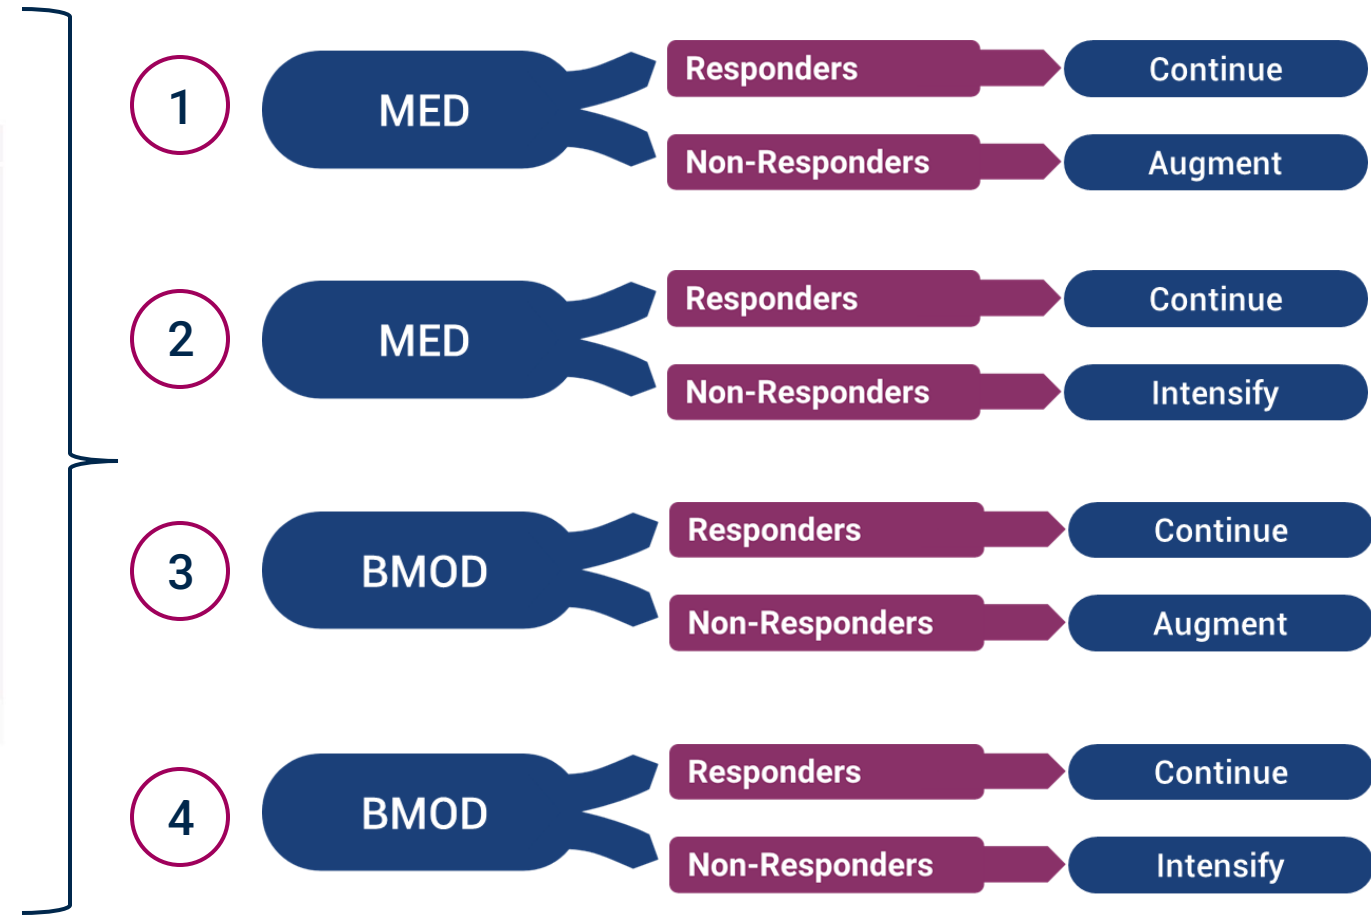 1
MED
Responders
Continue
Non-Responders
Augment
2
MED
Responders
Continue
Non-Responders
Intensify
3
BMOD
Responders
Continue
Non-Responders
Augment
4
BMOD
Responders
Continue
Non-Responders
Intensify